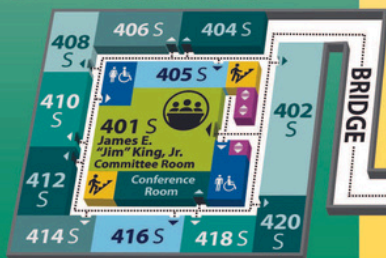 406 S
404 S
408
S
405 S
410
S
402
S
BRIDGE
401 S
James E.
"Jim" King, Jr.
Committee Room
Conference
Room
412
S
414 S
416 S
418 S
420
S